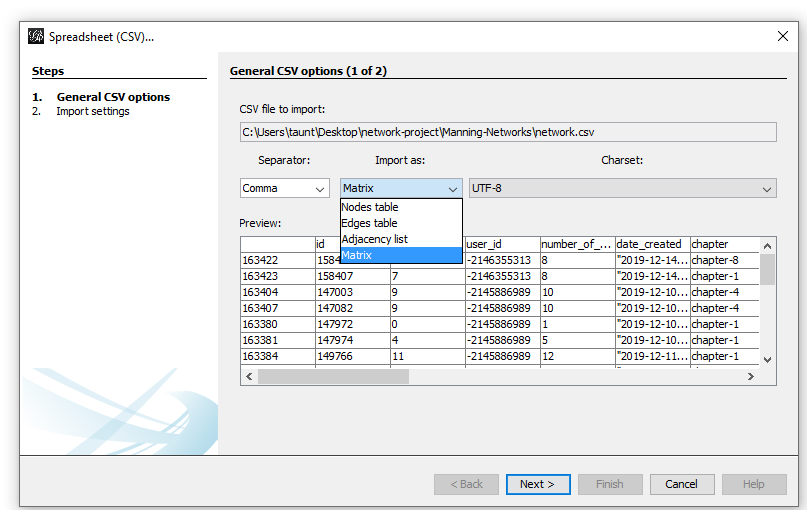 Spreadsheet (CSV)...
Steps
1. General CSV options
2. Import settings
General CSV options (1 of 2)
CSV file to import:
C:\Users\taunt\Desktop\network-project\Manning-Networks\network.csv
Separator: Import as: Charset:
Comma Matrix UTF-8
Nodes table
Edges table
Adjacency list
Matrix
Preview:
id user_id number_of_... date_created chapter
163422 -2146355313 8 "2019-12-14... chapter-8
163423 158407 7 -2146355313 8 "2019-12-14... chapter-1
163404 147003 9 -2145886989 10 "2019-12-10... chapter-4
163407 147082 9 -2145886989 10 "2019-12-10... chapter-4
163380 147972 0 -2145886989 1 "2019-12-10... chapter-1
163381 147974 4 -2145886989 5 "2019-12-10... chapter-1
163384 149766 11 -2145886989 12 "2019-12-11... chapter-1
< Back Next > Finish Cancel Help